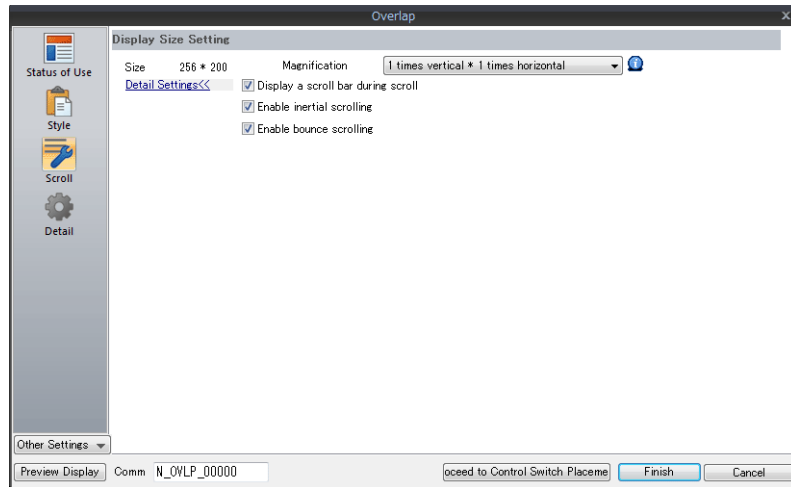 Overlap
Status of Use
Style
Scroll
Detail
Other Settings
Display Size Setting
Size 256 * 200 Magnification 1 times vertical * 1 times horizontal
Detail Settings<< Display a scroll bar during scroll
Enable inertial scrolling
Enable bounce scrolling
Preview Display Comm N_OVLP_00000 oceed to Control Switch Placeme Finish Cancel